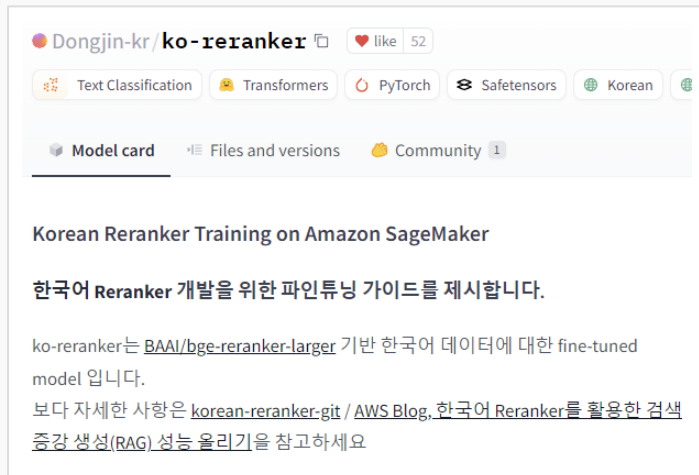 Dongjin-kr/ko-reranker like 52
Text Classification Transformers PyTorch Safetensors Korean
Model card Files and versions Community 1
Korean Reranker Training on Amazon SageMaker
한국어 Reranker 개발을 위한 파인튜닝 가이드를 제시합니다.
ko-reranker는 BAAI/bge-reranker-larger 기반 한국어 데이터에 대한 fine-tuned
model 입니다.
보다 자세한 사항은 korean-reranker-git / AWS Blog, 한국어 Reranker를 활용한 검색
증강 생성(RAG) 성능 올리기을 참고하세요